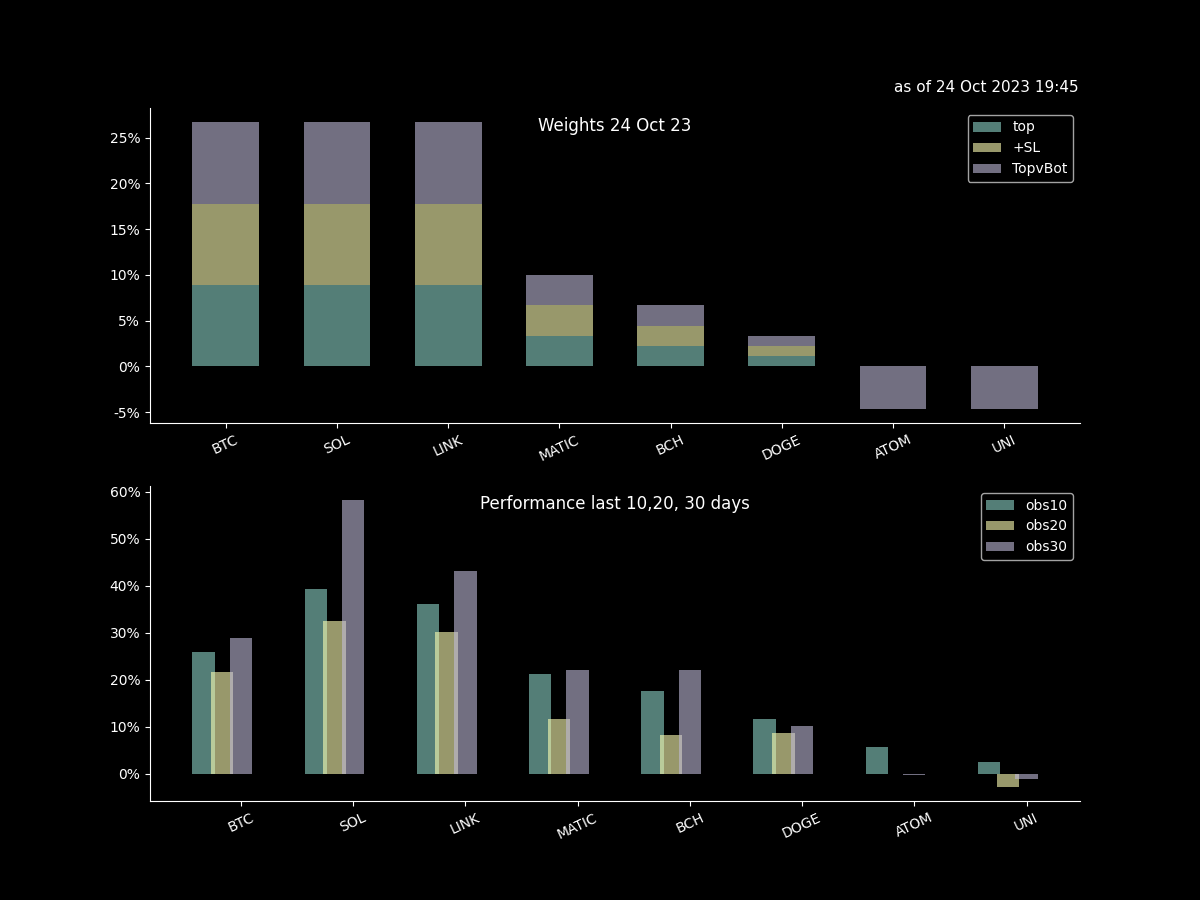 as of 24 Oct 2023 19:45
Weights 24 Oct 23
top
+SL
TopvBot
25%
20%
15%
10%
5%
0%
-5%
BTC SOL LINK MATIC BCH DOGE ATOM UNI
Performance last 10,20, 30 days
obs10
obs20
obs30
60%
50%
40%
30%
20%
10%
0%
BTC SOL LINK MATIC BCH DOGE ATOM UNI